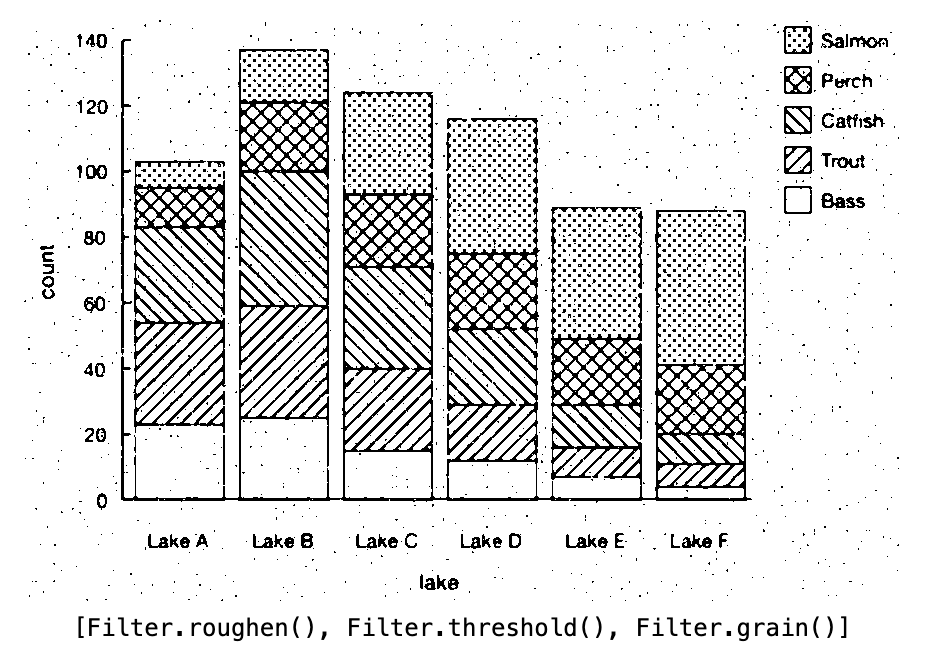 140
120
100
80
60
40
20
0
count
Lake A
Lake B
Lake C
Lake D
Lake E
Lake F
lake
Salmon
Perch
Catfish
Trout
Bass
[Filter.roughen(), Filter.threshold(), Filter.grain()]